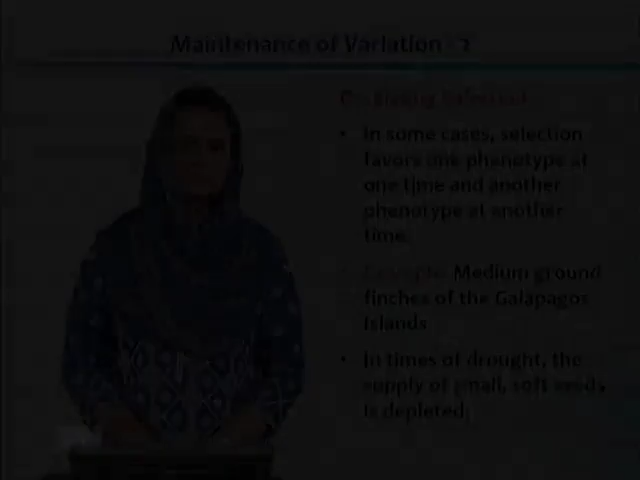 Maintenance of Variation - 2
Oscillating Selection
• In some cases, selection
favors one phenotype at
one time and another
phenotype at another
time.
• Example: Medium ground
finches of the Galapagos
Islands
• In times of drought, the
supply of small, soft seeds
is depleted.